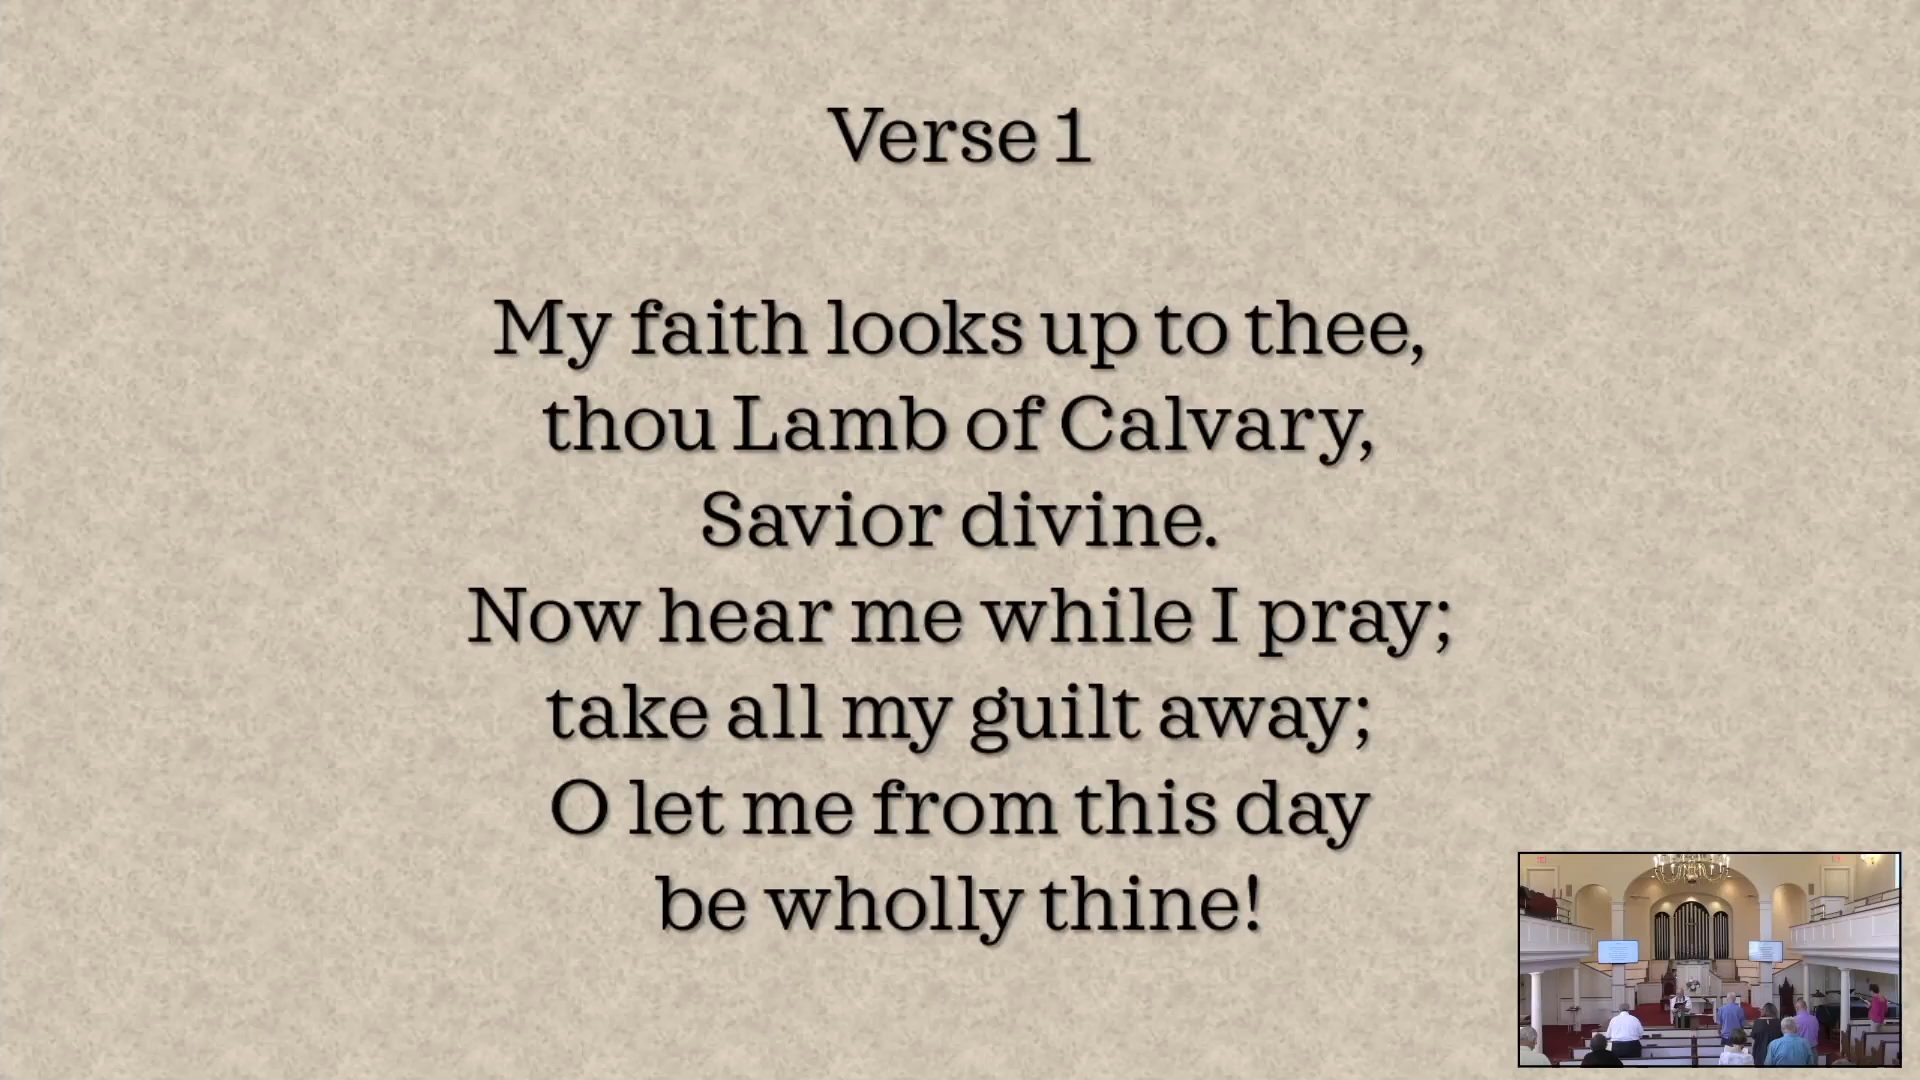 Verse 1
My faith looks up to thee,
thou Lamb of Calvary,
Savior divine.
Now hear me while I pray;
take all my guilt away;
O let me from this day
be wholly thine!